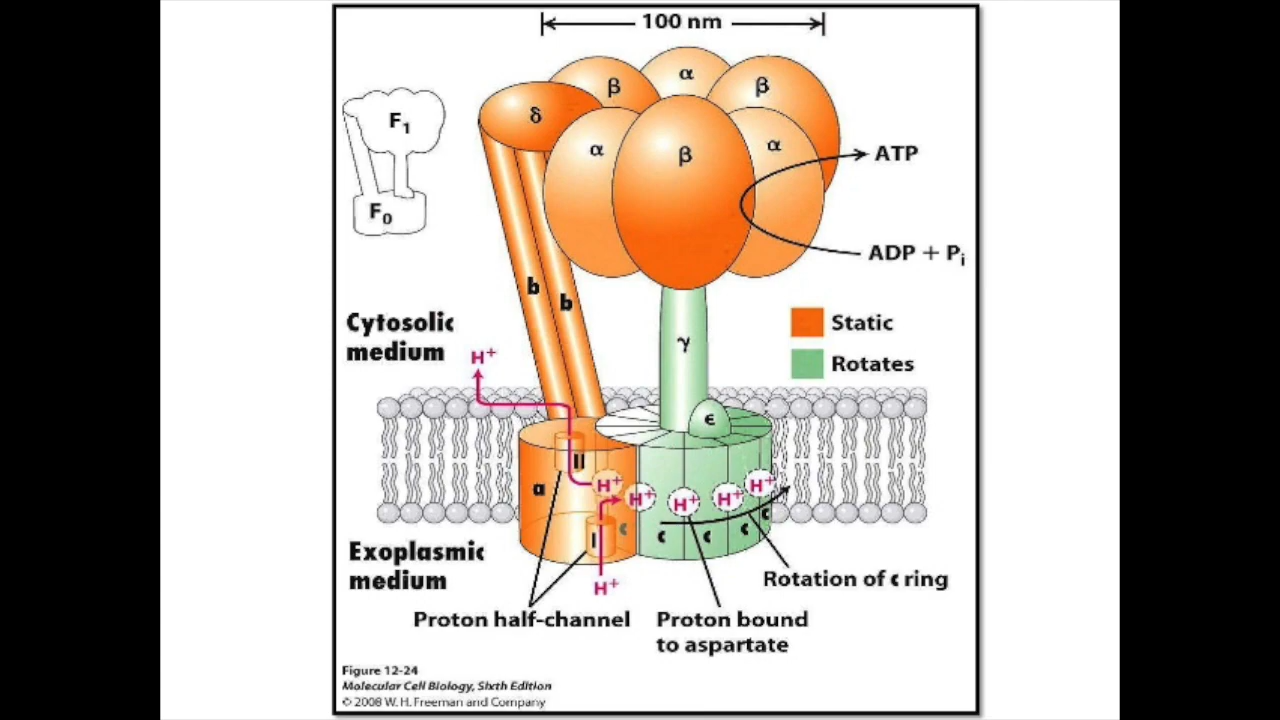 100 nm
β
α
β
δ
α
β
α
F1
F0
ATP
ADP + Pi
b
b
Cytosolic
medium
H+
γ
Static
Rotates
ϵ
II
a
H+
H+
H+
H+
H+
I
c
c
c
c
c
Exoplasmic
medium
H+
Rotation of c ring
Proton half-channel
Proton bound
to aspartate
Figure 12-24
Molecular Cell Biology, Sixth Edition
© 2008 W. H. Freeman and Company